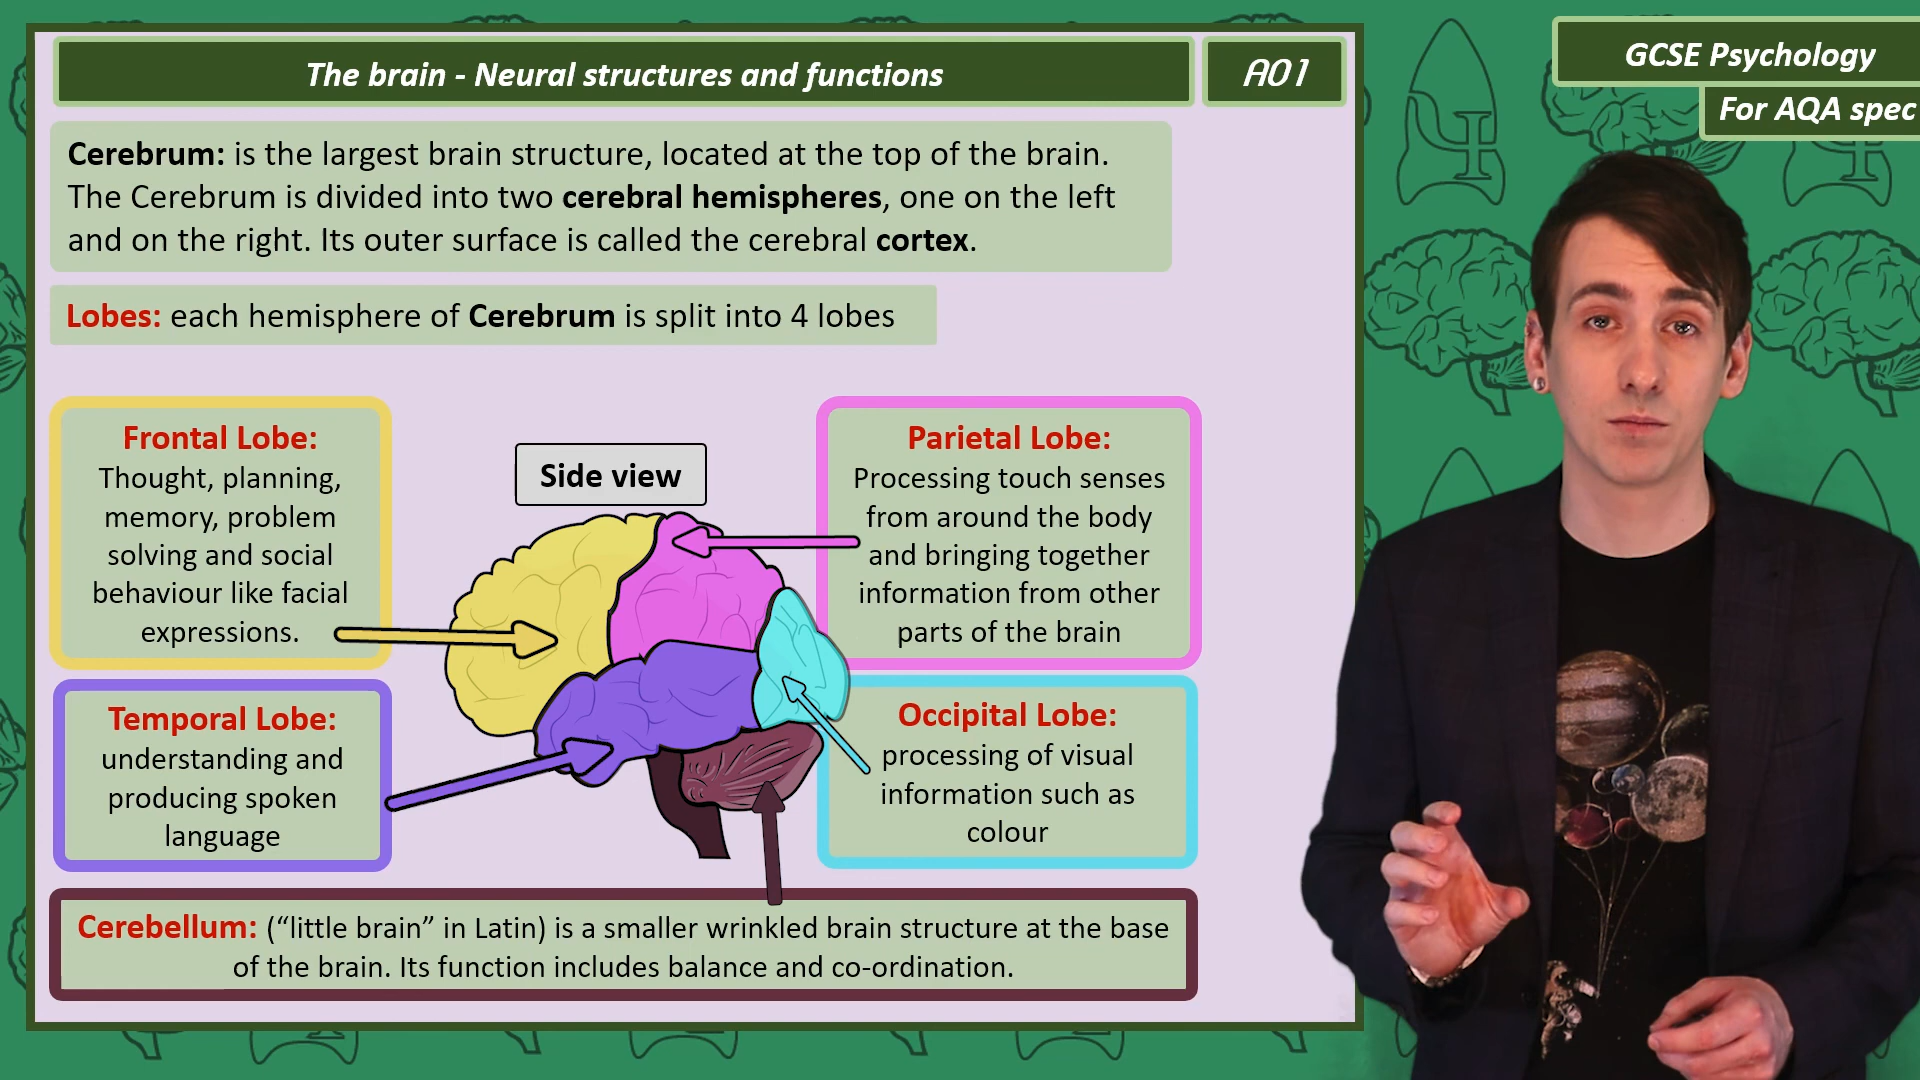 The brain - Neural structures and functions
AO1
GCSE Psychology
For AQA spec
Cerebrum: is the largest brain structure, located at the top of the brain.
The Cerebrum is divided into two cerebral hemispheres, one on the left
and on the right. Its outer surface is called the cerebral cortex.
Lobes: each hemisphere of Cerebrum is split into 4 lobes
Frontal Lobe:
Thought, planning,
memory, problem
solving and social
behaviour like facial
expressions.
Side view
Parietal Lobe:
Processing touch senses
from around the body
and bringing together
information from other
parts of the brain
Temporal Lobe:
understanding and
producing spoken
language
Occipital Lobe:
processing of visual
information such as
colour
Cerebellum: (“little brain” in Latin) is a smaller wrinkled brain structure at the base
of the brain. Its function includes balance and co-ordination.